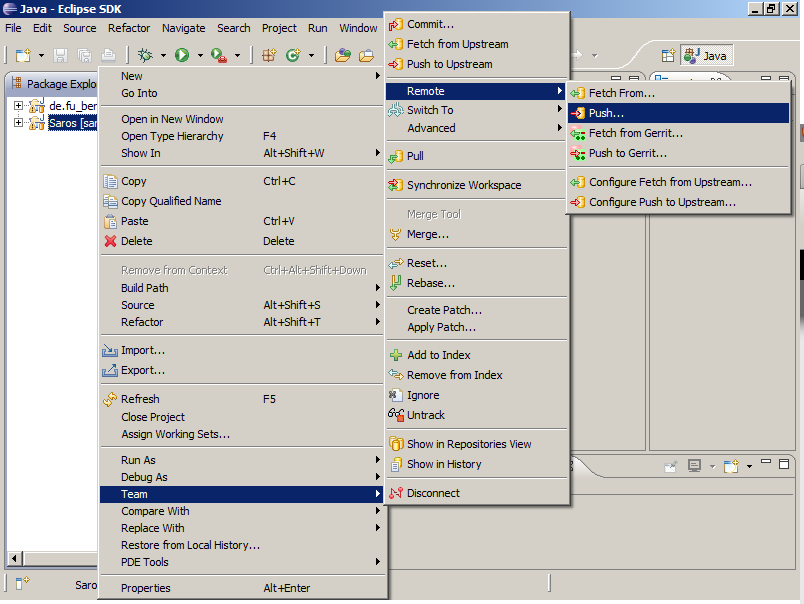 Java - Eclipse SDK
File Edit Source Refactor Navigate Search Project Run Window
Java
Package Explo
de.fu_ber
Saros [sar
New
Go Into
Open in New Window
Open Type Hierarchy F4
Show In Alt+Shift+W
Copy Ctrl+C
Copy Qualified Name
Paste Ctrl+V
Delete Delete
Remove from Context Ctrl+Alt+Shift+Down
Build Path
Source Alt+Shift+S
Refactor Alt+Shift+T
Import...
Export...
Refresh F5
Close Project
Assign Working Sets...
Run As
Debug As
Team
Compare With
Replace With
Restore from Local History...
PDE Tools
Properties Alt+Enter
Commit...
Fetch from Upstream
Push to Upstream
Remote
Switch To
Advanced
Pull
Synchronize Workspace
Merge Tool
Merge...
Reset...
Rebase...
Create Patch...
Apply Patch...
Add to Index
Remove from Index
Ignore
Untrack
Show in Repositories View
Show in History
Disconnect
Fetch From...
Push...
Fetch from Gerrit...
Push to Gerrit...
Configure Fetch from Upstream...
Configure Push to Upstream...
Saro